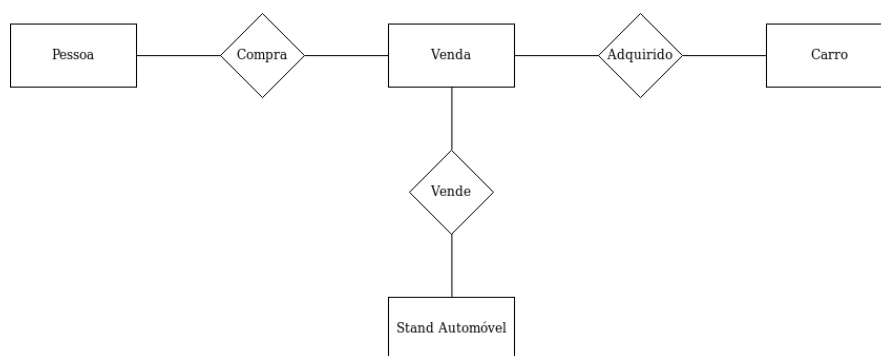 Pessoa
Compra
Venda
Adquirido
Carro
Vende
Stand Automóvel